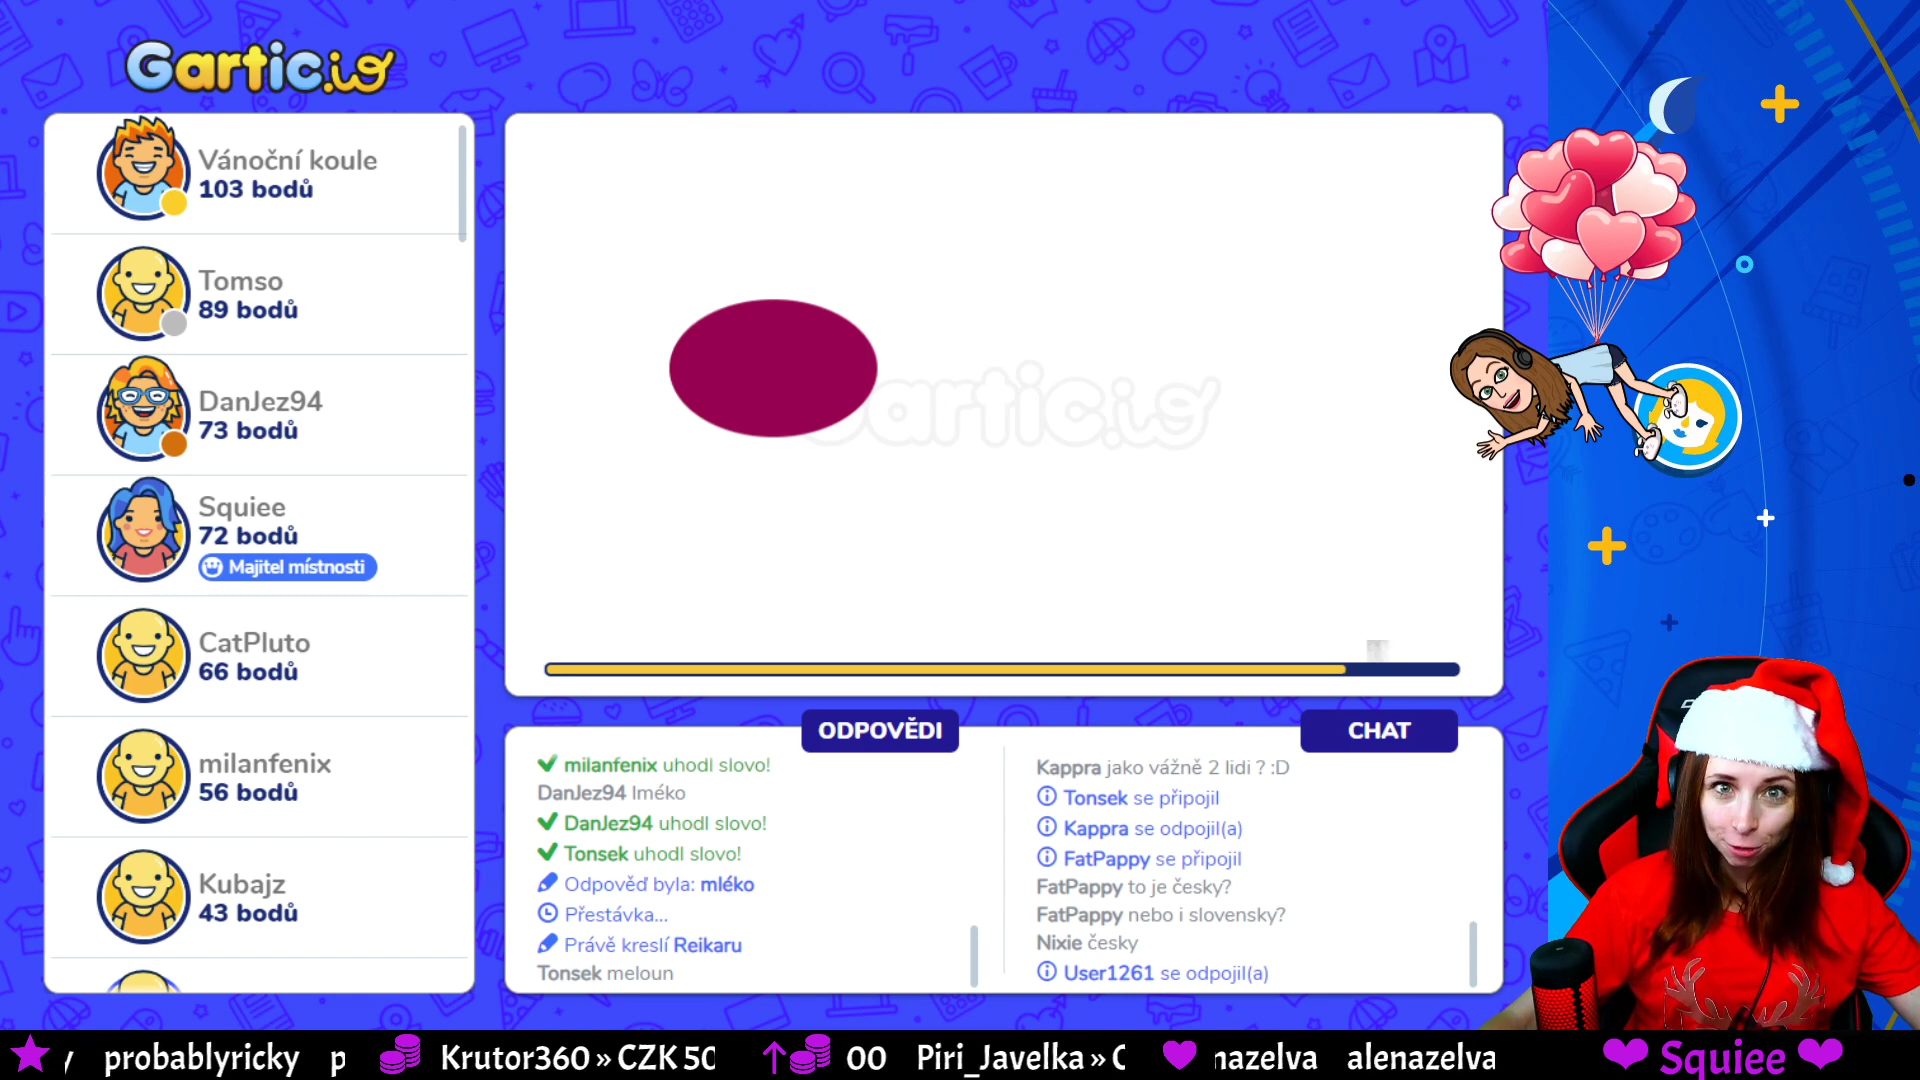 Gartic.io
Vánoční koule
103 bodů
Tomso
89 bodů
DanJez94
73 bodů
Squiee
72 bodů
Majitel místnosti
CatPluto
66 bodů
milanfenix
56 bodů
Kubajz
43 bodů
artic.io
ODPOVĚDI
milanfenix uhodl slovo!
DanJez94 lméko
DanJez94 uhodl slovo!
Tonsek uhodl slovo!
Odpověď byla: mléko
Přestávka...
Právě kreslí Reikaru
Tonsek meloun
CHAT
Kappra jako vážně 2 lidi ? :D
Tonsek se připojil
Kappra se odpojil(a)
FatPappy se připojil
FatPappy to je česky?
FatPappy nebo i slovensky?
Nixie česky
User1261 se odpojil(a)
probablyricky p
Krutor360 » CZK 50
00 Piri_Javelka » C
nazelva alenazelva
Squiee